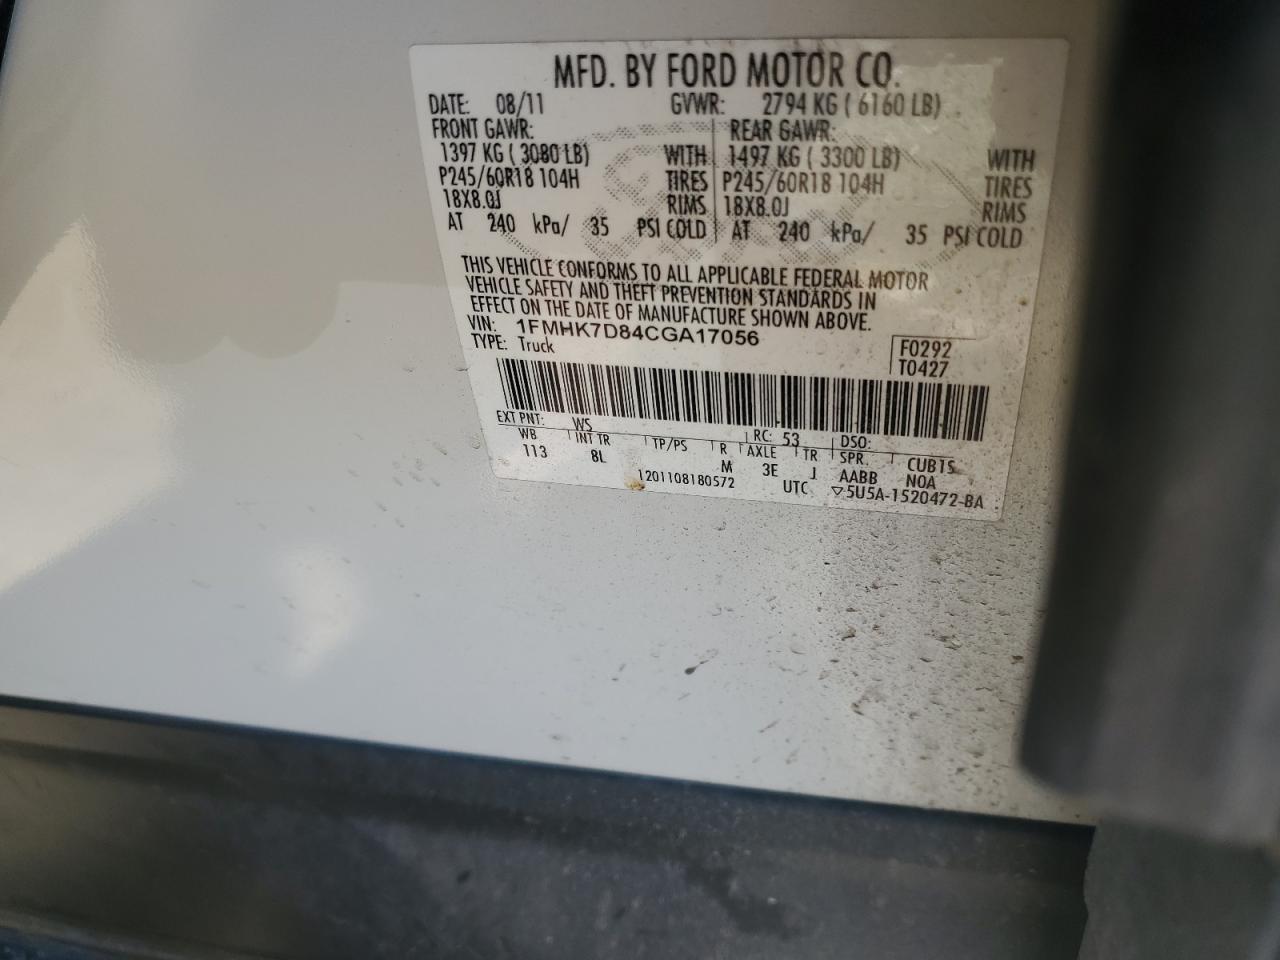 MFD. BY FORD MOTOR CO.
DATE: 08/11 GVWR: 2794 KG ( 6160 LB)
FRONT GAWR: REAR GAWR:
1397 KG ( 3080 LB) WITH 1497 KG ( 3300 LB) WITH
P245/60R18 104H TIRES P245/60R18 104H TIRES
18X8.0J RIMS 18X8.0J RIMS
AT 240 kPa/ 35 PSI COLD AT 240 kPa/ 35 PSI COLD
THIS VEHICLE CONFORMS TO ALL APPLICABLE FEDERAL MOTOR
VEHICLE SAFETY AND THEFT PREVENTION STANDARDS IN
EFFECT ON THE DATE OF MANUFACTURE SHOWN ABOVE.
VIN: 1FMHK7D84CGA17056
TYPE: Truck
F0292
T0427
EXT PNT: WS RC: 53 DSO:
WB INT TR TP/PS R AXLE TR SPR CUBTS
113 8L M 3E J AABB NOA
1201108180572 UTC ▽5U5A-1520472-BA